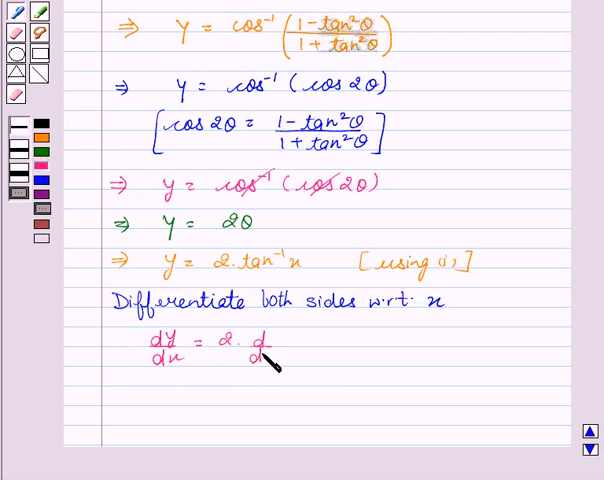 ⇒ y = cos⁻¹ (1 - tan²θ / 1 + tan²θ)
⇒ y = cos⁻¹ (cos 2θ)
[cos 2θ = 1 - tan²θ / 1 + tan²θ]
⇒ y = cos⁻¹ (cos 2θ)
⇒ y = 2θ
⇒ y = 2.tan⁻¹x [using (i)]
Differentiate both sides w.r.t. x
dy/dx = 2. d/d